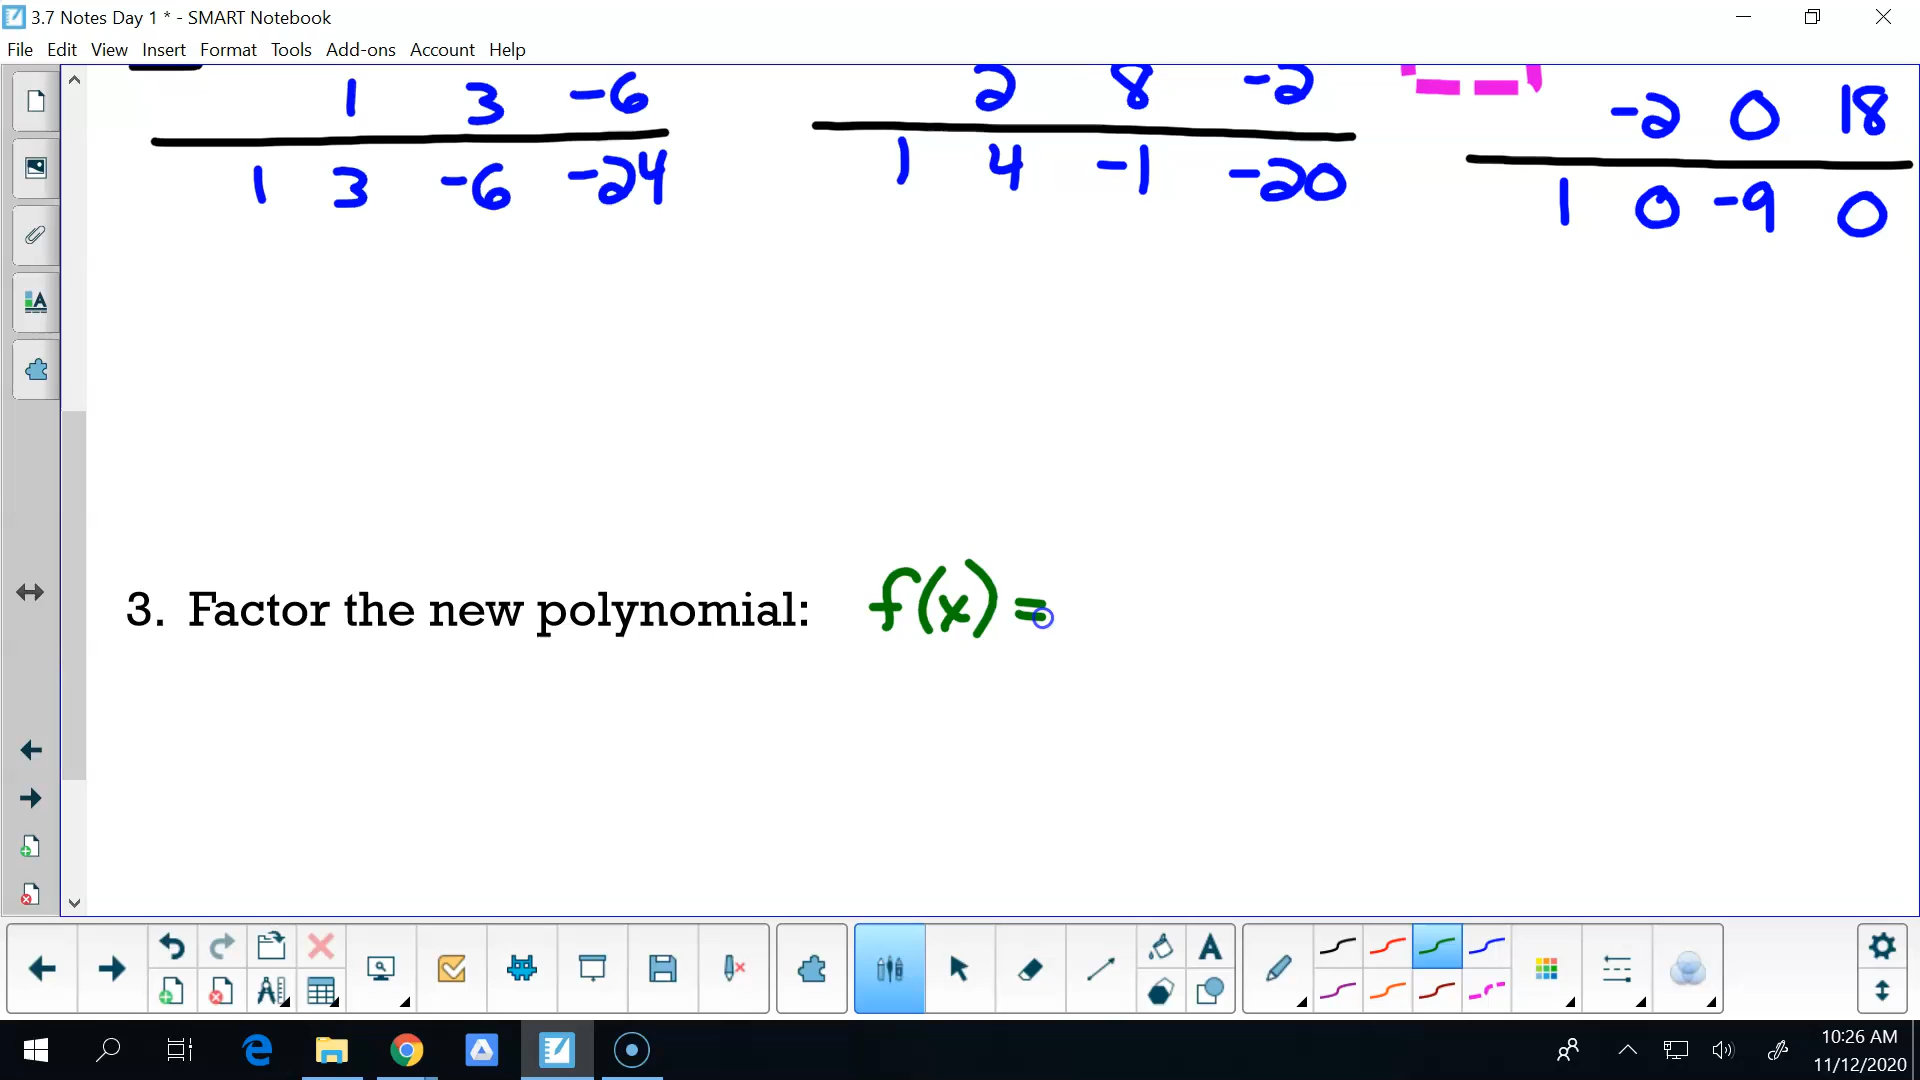 3.7 Notes Day 1 * - SMART Notebook
File Edit View Insert Format Tools Add-ons Account Help
1 3 -6
1 3 -6 -24
2 8 -2
1 4 -1 -20
-2 0 18
1 0 -9 0
3. Factor the new polynomial: f(x) =
10:26 AM
11/12/2020